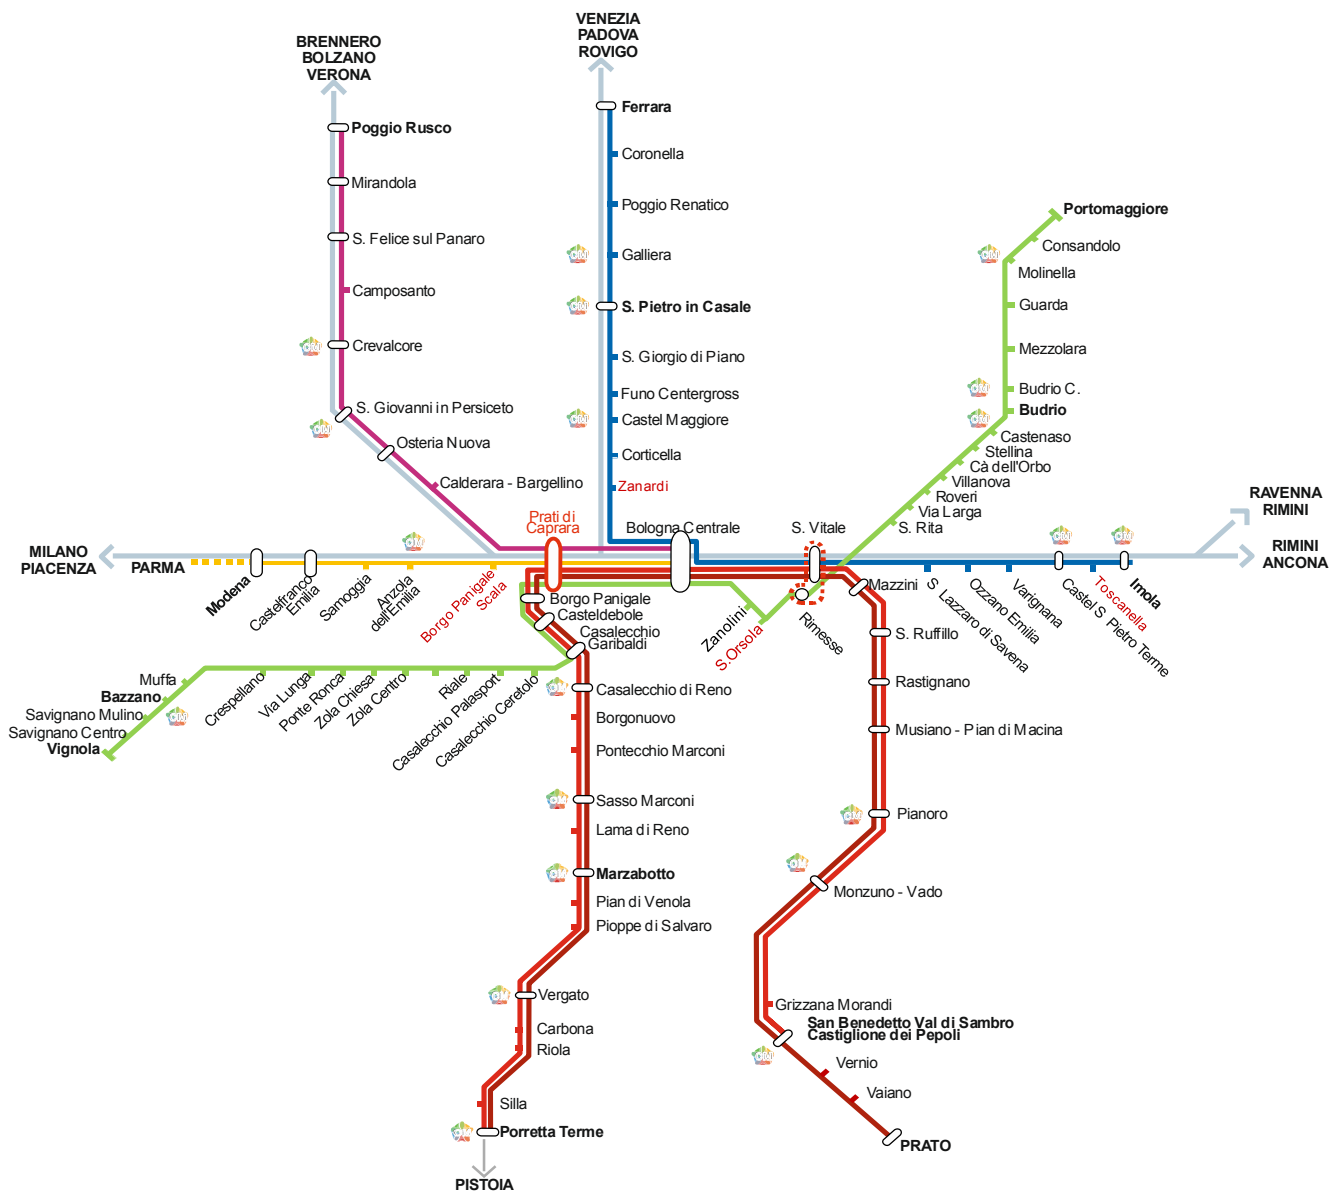 VENEZIA
PADOVA
ROVIGO
BRENNERO
BOLZANO
VERONA
Ferrara
Poggio Rusco
Coronella
Mirandola
Poggio Renatico
Portomaggiore
S. Felice sul Panaro
Consandolo
Galliera
Molinella
Camposanto
S. Pietro in Casale
Guarda
Crevalcore
S. Giorgio di Piano
Mezzolara
Funo Centergross
Budrio C.
S. Giovanni in Persiceto
Castel Maggiore
Budrio
Osteria Nuova
Castenaso
Corticella
Stellina
Cà dell'Orbo
Calderara - Bargellino
Zanardi
Villanova
Roveri
Via Larga
S. Rita
RAVENNA
RIMINI
Prati di
Caprara
Bologna Centrale
S. Vitale
MILANO
PIACENZA
PARMA
RIMINI
ANCONA
Modena
Castelfranco
Emilia
Samoggia
Anzola
dell'Emilia
Borgo Panigale
Scala
Borgo Panigale
Casteldebole
Casalecchio
Garibaldi
Zanolini
S.Orsola
Rimesse
Mazzini
S. Lazzaro di Savena
Ozzano Emilia
Varignana
Castel S. Pietro Terme
Toscanella
Imola
S. Ruffillo
Muffa
Bazzano
Savignano Mulino
Savignano Centro
Vignola
Crespellano
Via Lunga
Ponte Ronca
Zola Chiesa
Zola Centro
Riale
Casalecchio Palasport
Casalecchio Ceretolo
Casalecchio di Reno
Rastignano
Borgonuovo
Musiano - Pian di Macina
Pontecchio Marconi
Sasso Marconi
Pianoro
Lama di Reno
Marzabotto
Monzuno - Vado
Pian di Venola
Pioppe di Salvaro
Vergato
Grizzana Morandi
Carbona
San Benedetto Val di Sambro
Castiglione dei Pepoli
Riola
Vernio
Silla
Vaiano
Porretta Terme
PRATO
PISTOIA